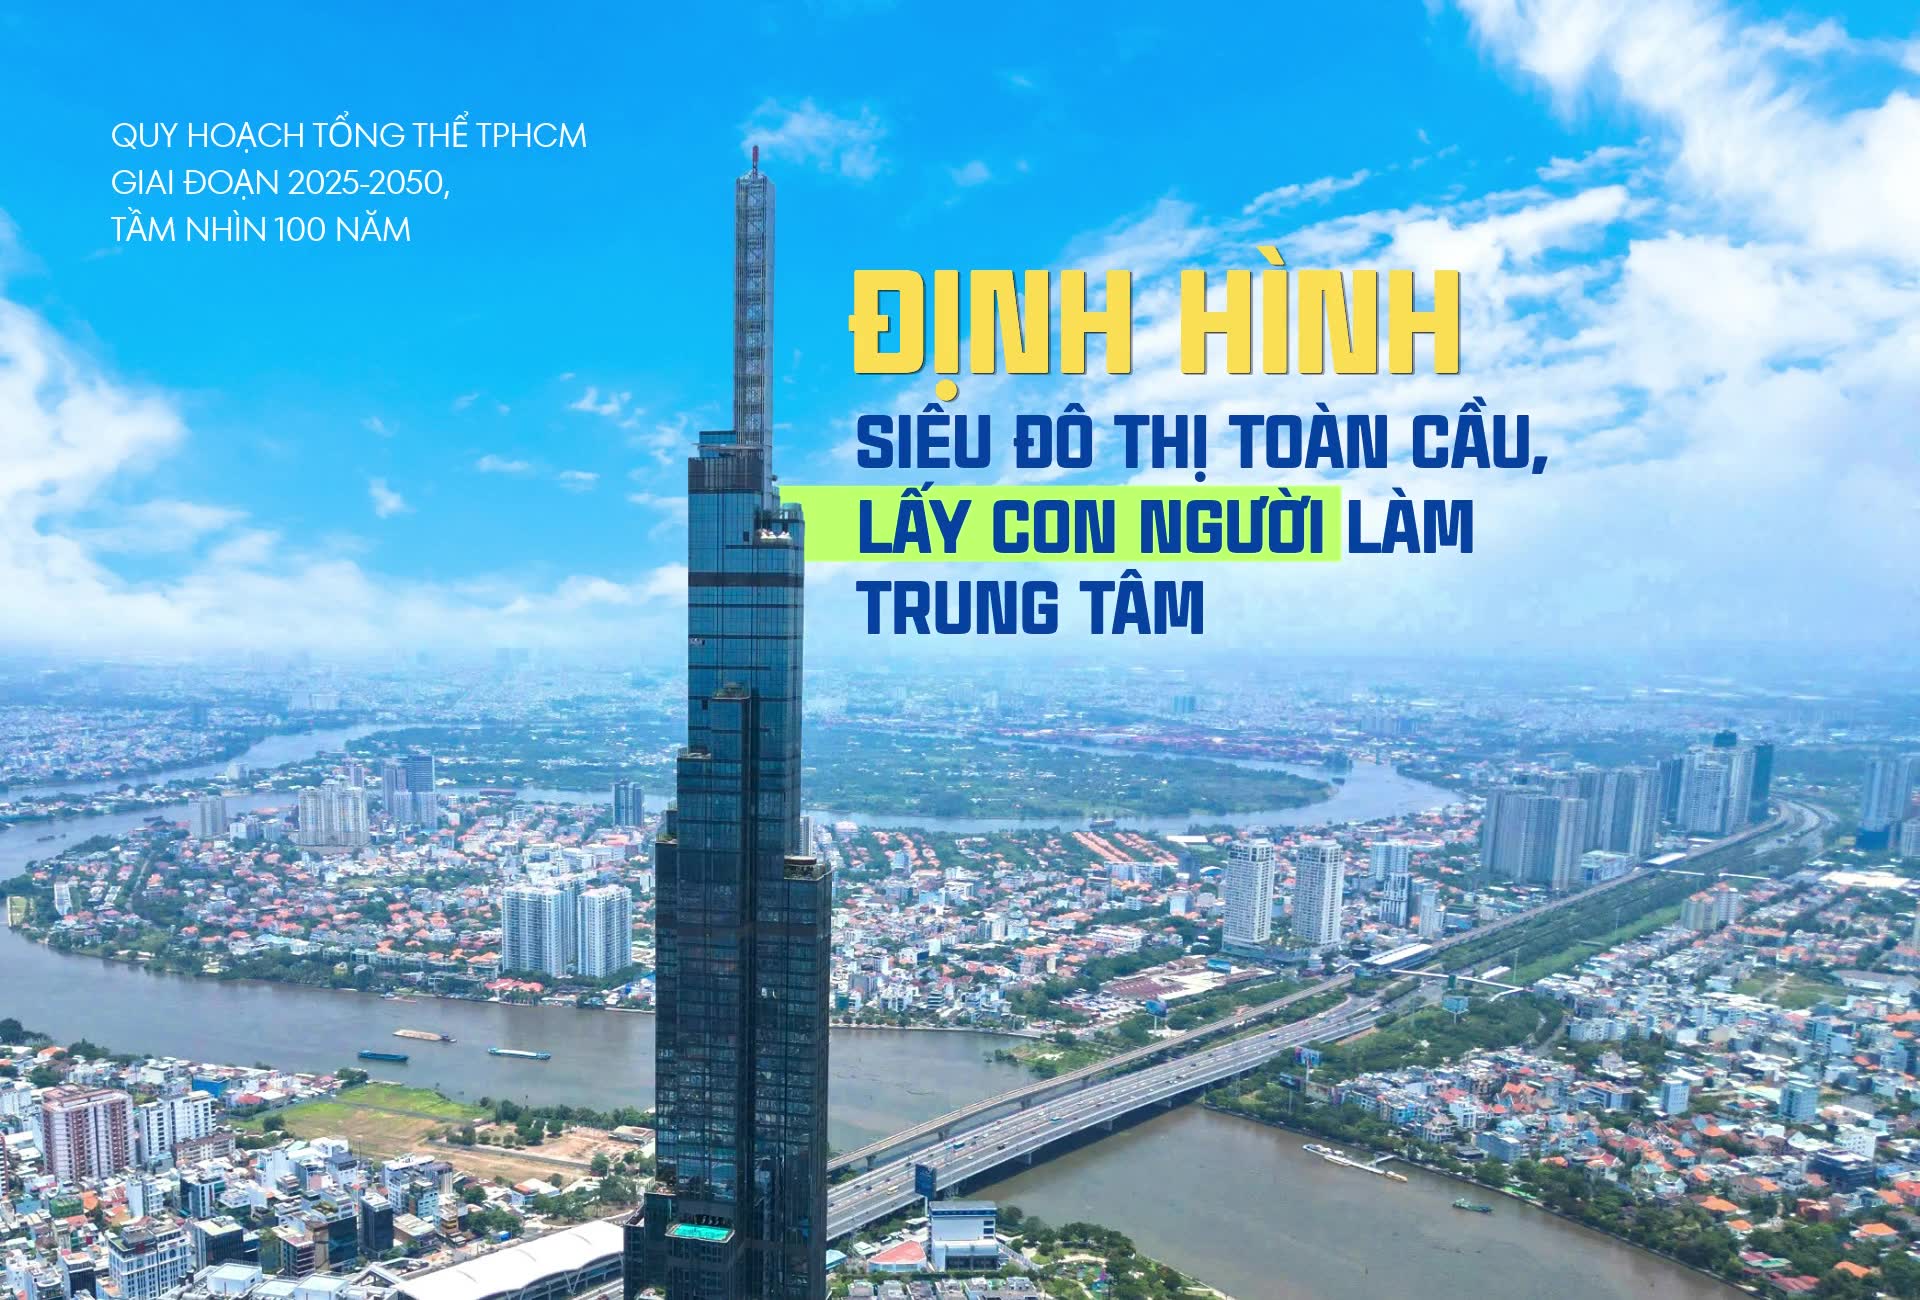 QUY HOẠCH TỔNG THỂ TPHCM
GIAI ĐOẠN 2025-2050,
TẦM NHÌN 100 NĂM
ĐỊNH HÌNH
SIÊU ĐÔ THỊ TOÀN CẦU,
LẤY CON NGƯỜI LÀM
TRUNG TÂM